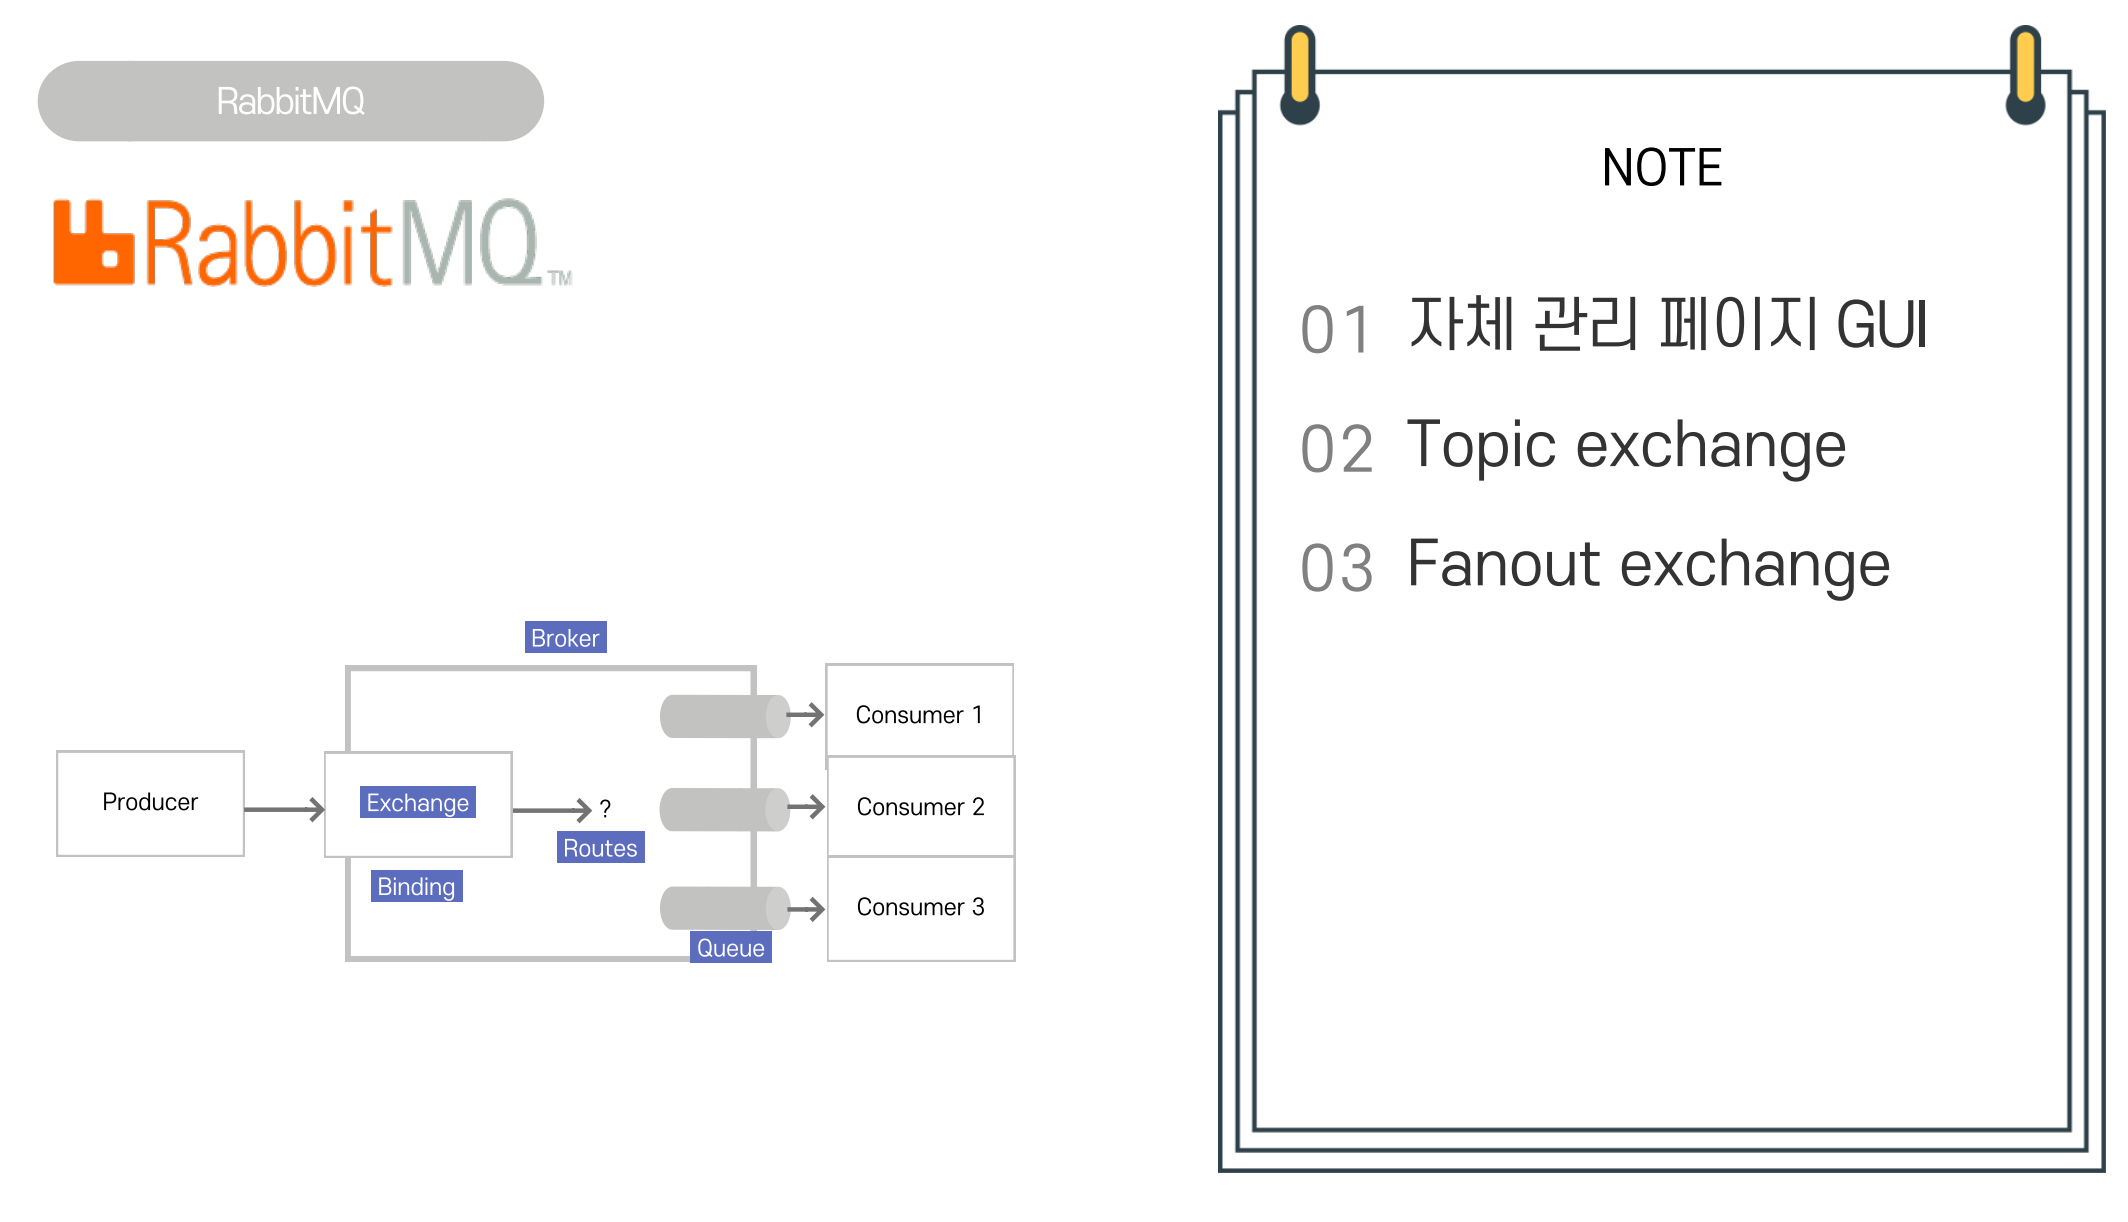 RabbitMQ
RabbitMQ™
Broker
Producer
Exchange
Binding
?
Routes
Queue
Consumer 1
Consumer 2
Consumer 3
NOTE
01 자체 관리 페이지 GUI
02 Topic exchange
03 Fanout exchange